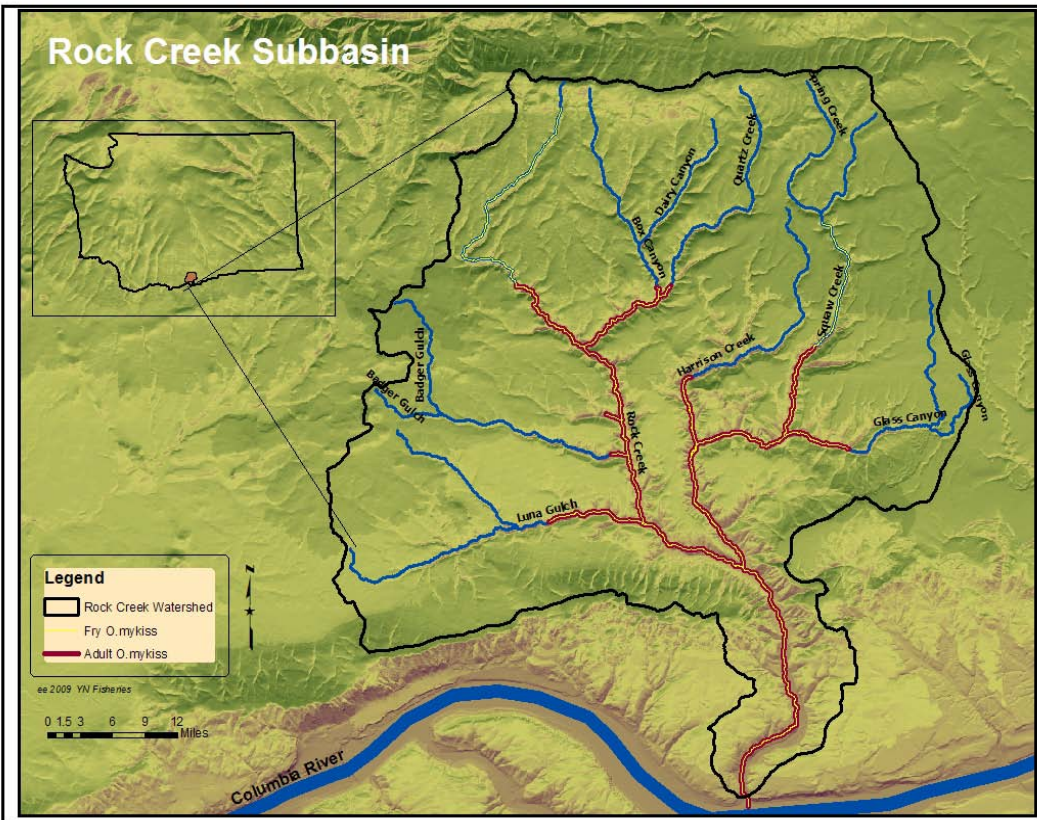 Rock Creek Subbasin
Spring Creek
Quartz Creek
Dairy Canyon
Box Canyon
Squaw Creek
Harrison Creek
Badger Gulch
Badger Gulch
Glass Canyon
Glass Canyon
Rock Creek
Luna Gulch
Legend
Rock Creek Watershed
Fry O.mykiss
Adult O.mykiss
N
ee 2009 YN Fisheries
0 1.5 3 6 9 12
Miles
Columbia River